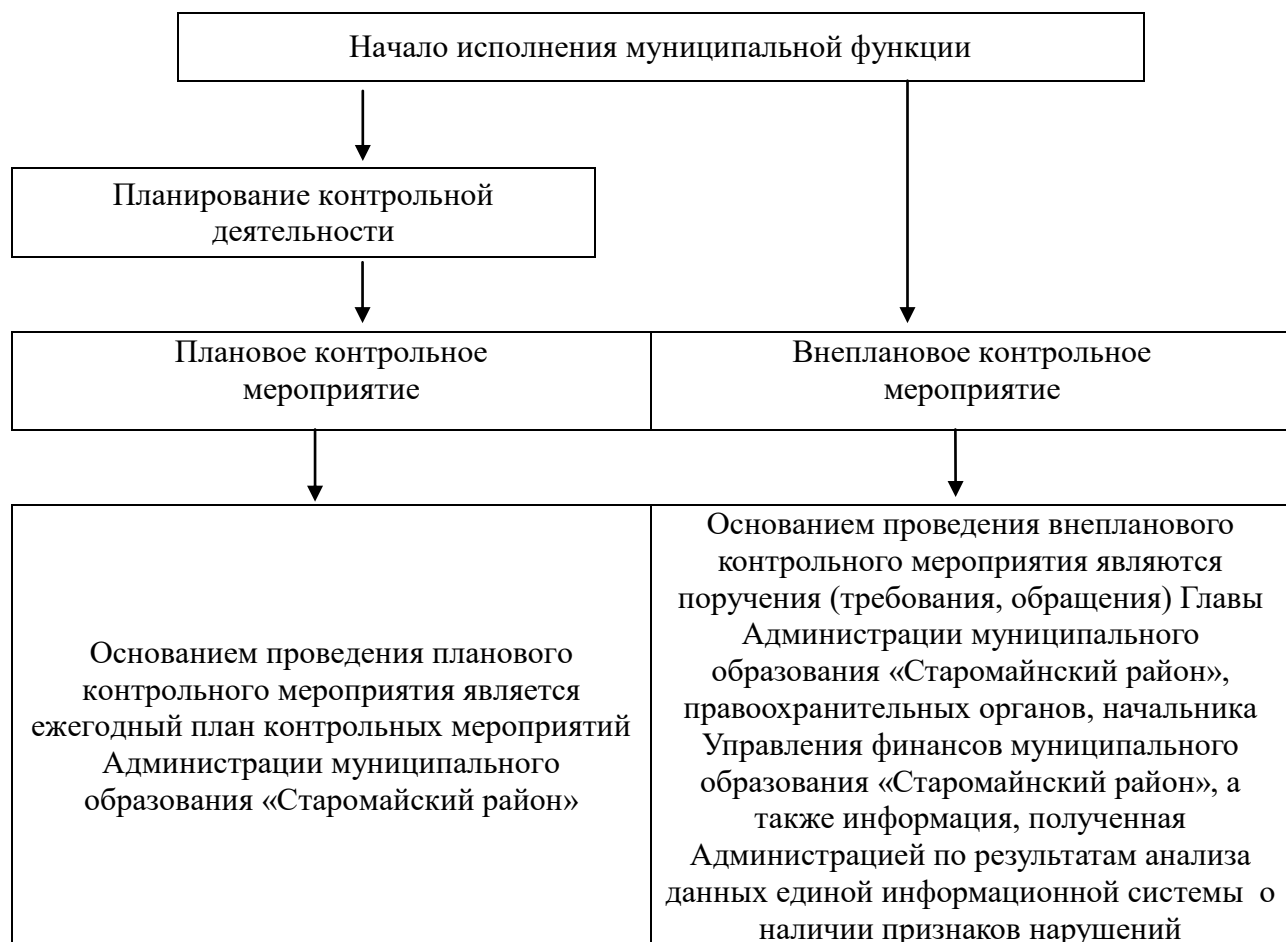 Начало исполнения муниципальной функции
Планирование контрольной
деятельности
Плановое контрольное
мероприятие
Внеплановое контрольное
мероприятие
Основанием проведения планового
контрольного мероприятия является
ежегодный план контрольных мероприятий
Администрации муниципального
образования «Старомайский район»
Основанием проведения внепланового
контрольного мероприятия являются
поручения (требования, обращения) Главы
Администрации муниципального
образования «Старомайнский район»,
правоохранительных органов, начальника
Управления финансов муниципального
образования «Старомайнский район», а
также информация, полученная
Администрацией по результатам анализа
данных единой информационной системы о
наличии признаков нарушений